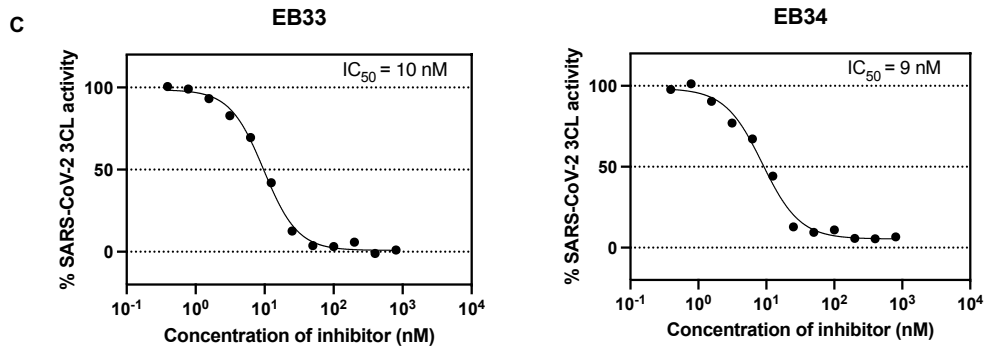 C
EB33
% SARS-CoV-2 3CL activity
IC₅₀ = 10 nM
100
50
0
10⁻¹ 10⁰ 10¹ 10² 10³ 10⁴
Concentration of inhibitor (nM)
EB34
% SARS-CoV-2 3CL activity
IC₅₀ = 9 nM
100
50
0
10⁻¹ 10⁰ 10¹ 10² 10³ 10⁴
Concentration of inhibitor (nM)